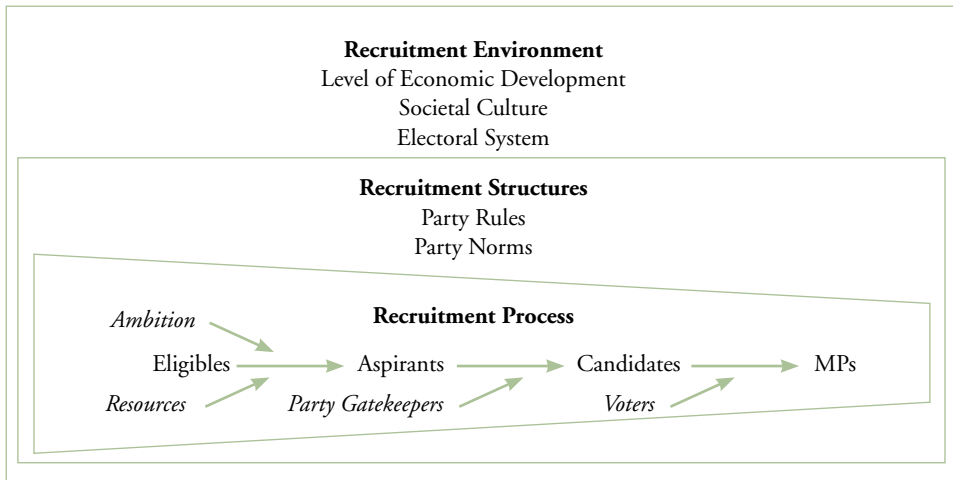 Recruitment Environment
Level of Economic Development
Societal Culture
Electoral System
Recruitment Structures
Party Rules
Party Norms
Recruitment Process
Ambition
Eligibles Aspirants Candidates MPs
Resources Party Gatekeepers Voters